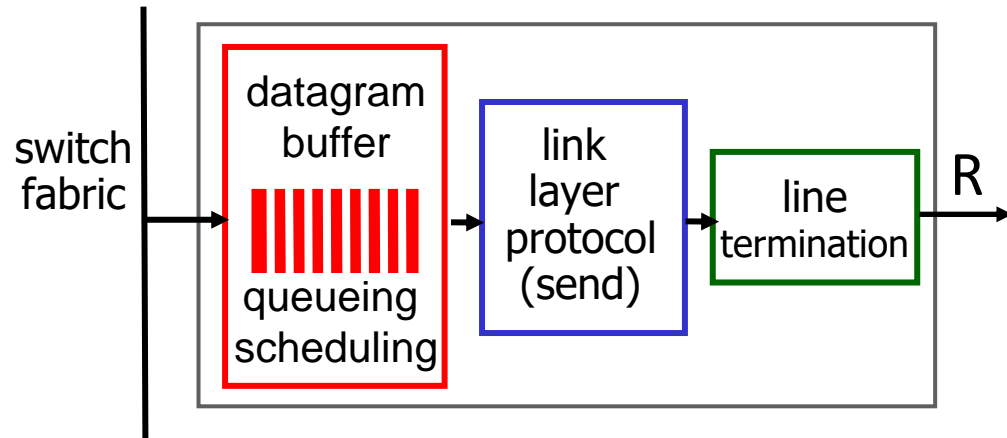 switch
fabric
datagram
buffer
queueing
scheduling
link
layer
protocol
(send)
line
termination
R